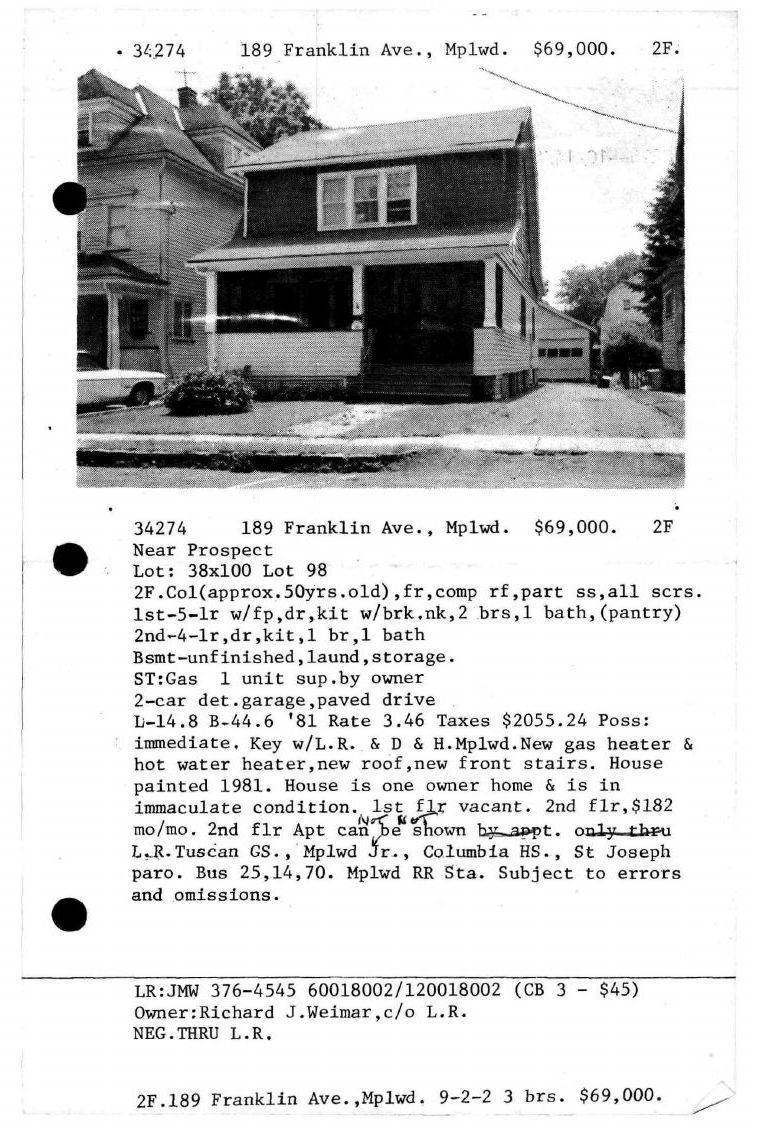 34274 189 Franklin Ave., Mplwd. $69,000. 2F.
34274 189 Franklin Ave., Mplwd. $69,000. 2F
Near Prospect
Lot: 38x100 Lot 98
2F.Col(approx.50yrs.old),fr,comp rf,part ss,all scrs.
1st-5-lr w/fp,dr,kit w/brk.nk,2 brs,1 bath,(pantry)
2nd-4-lr,dr,kit,1 br,1 bath
Bsmt-unfinished,laund,storage.
ST:Gas 1 unit sup.by owner
2-car det.garage,paved drive
L-14.8 B-44.6 '81 Rate 3.46 Taxes $2055.24 Poss:
immediate. Key w/L.R. & D & H.Mplwd.New gas heater &
hot water heater,new roof,new front stairs. House
painted 1981. House is one owner home & is in
immaculate condition. 1st flr vacant. 2nd flr,$182
Not Not
mo/mo. 2nd flr Apt can be shown by appt. only thru
L.R.Tuscan GS., Mplwd Jr., Columbia HS., St Joseph
paro. Bus 25,14,70. Mplwd RR Sta. Subject to errors
and omissions.
LR:JMW 376-4545 60018002/120018002 (CB 3 - $45)
Owner:Richard J.Weimar,c/o L.R.
NEG.THRU L.R.
2F.189 Franklin Ave.,Mplwd. 9-2-2 3 brs. $69,000.